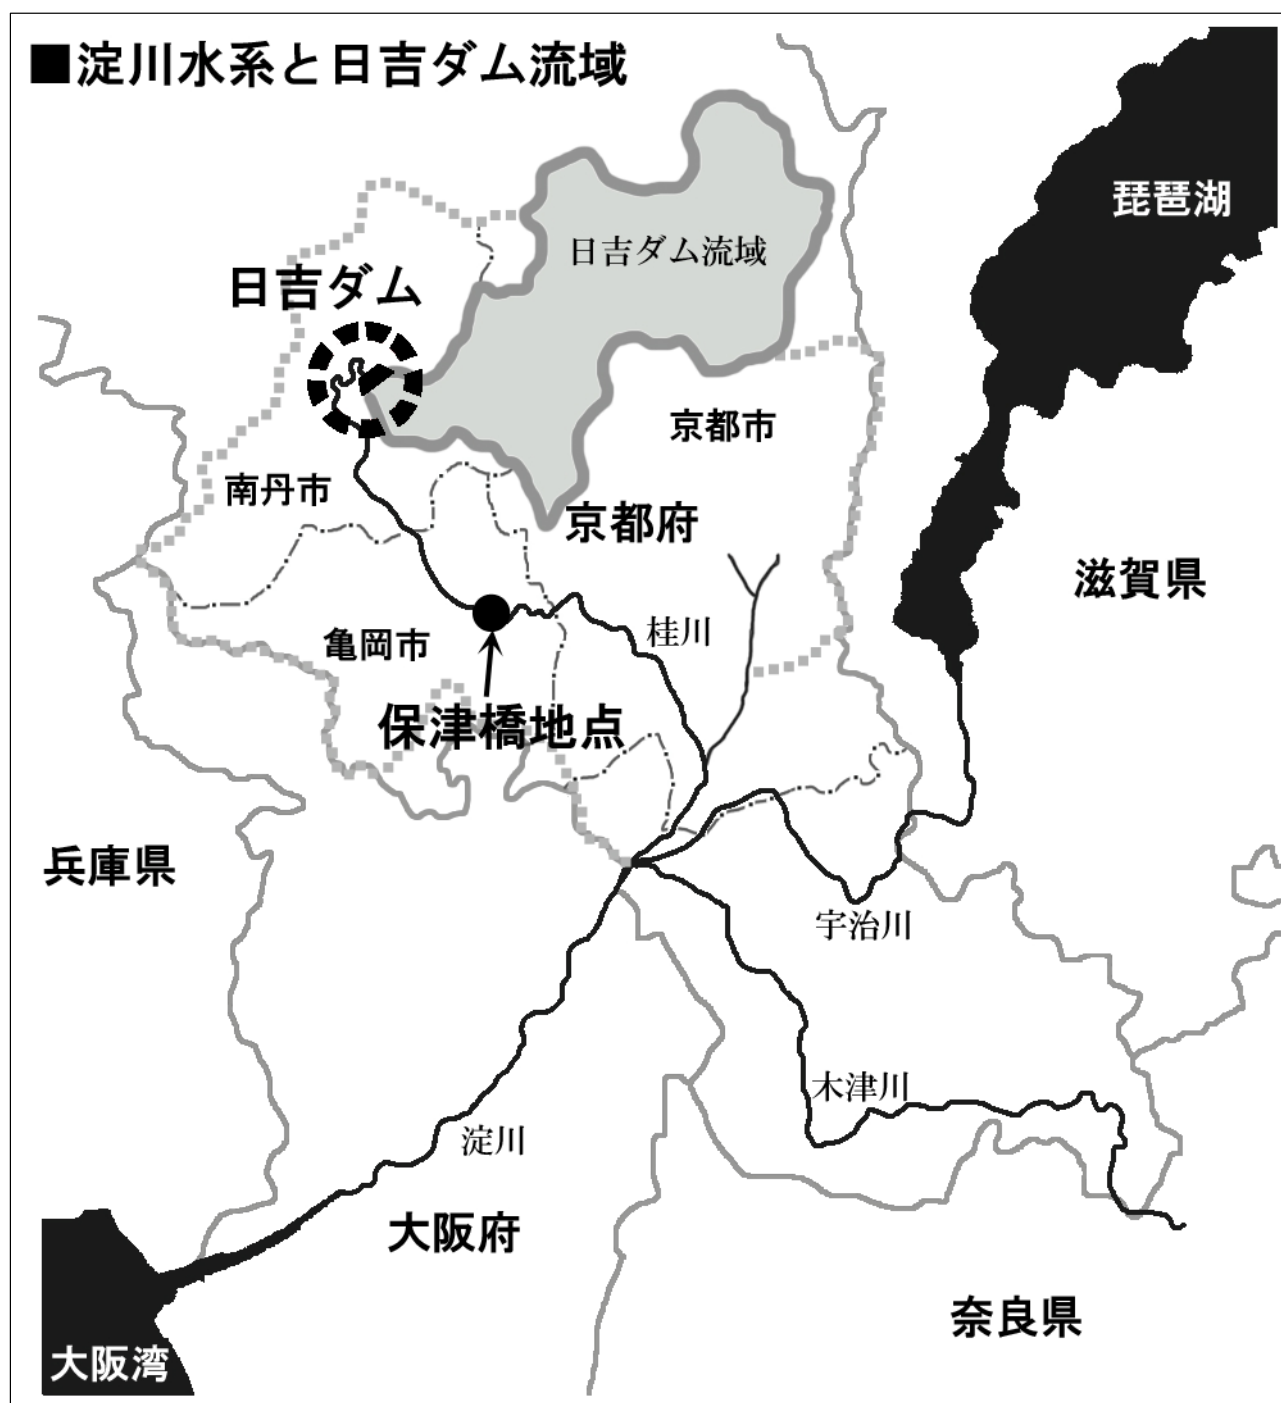 ■淀川水系と日吉ダム流域
琵琶湖
日吉ダム流域
日吉ダム
京都市
南丹市
京都府
滋賀県
桂川
亀岡市
保津橋地点
兵庫県
宇治川
木津川
淀川
大阪府
奈良県
大阪湾